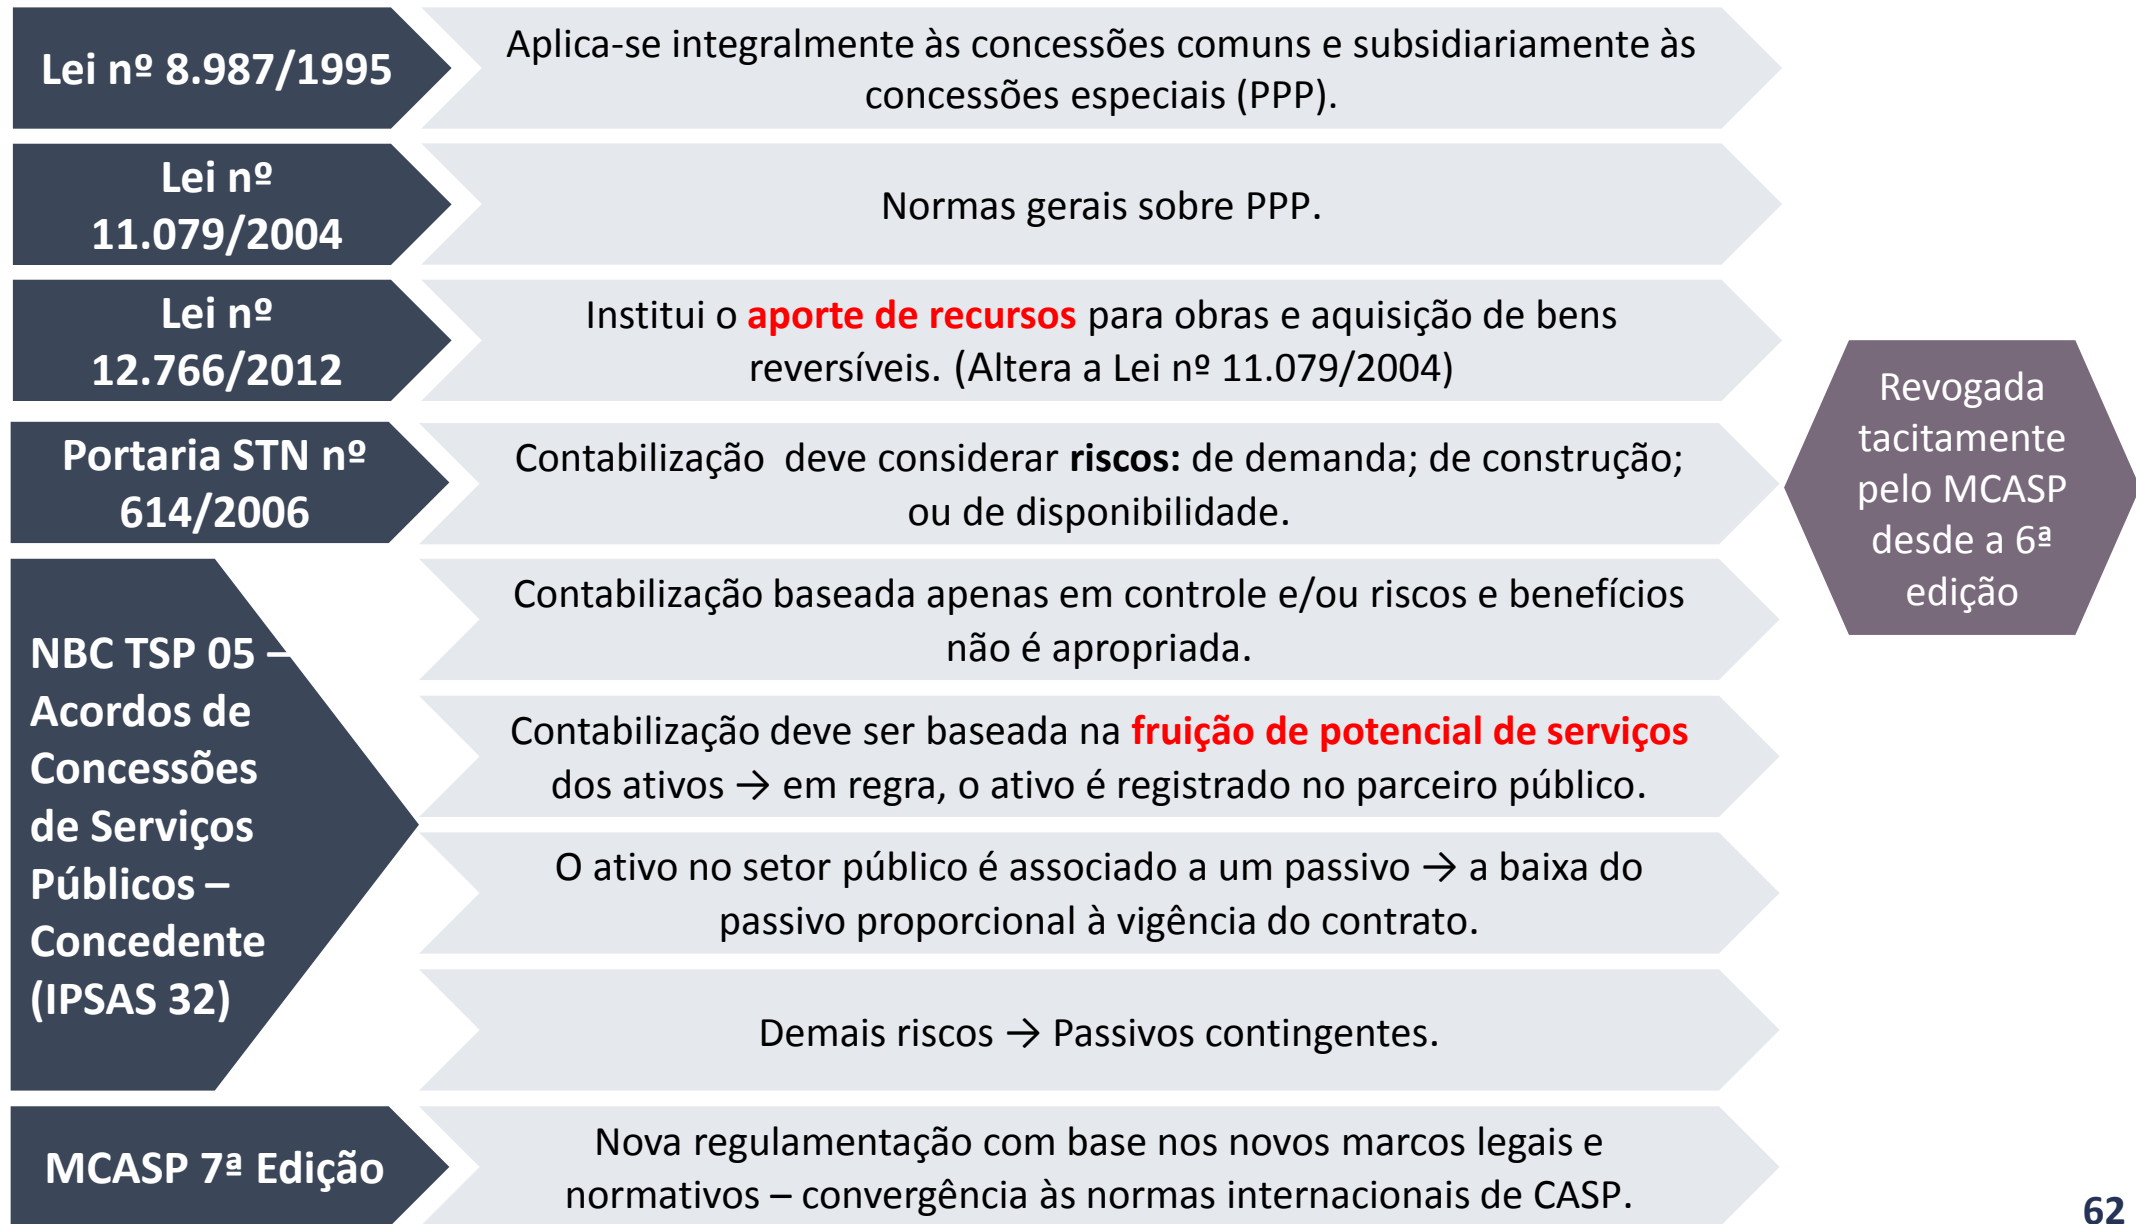 Lei nº 8.987/1995
Aplica-se integralmente às concessões comuns e subsidiariamente às
concessões especiais (PPP).
Lei nº
11.079/2004
Normas gerais sobre PPP.
Lei nº
12.766/2012
Institui o aporte de recursos para obras e aquisição de bens
reversíveis. (Altera a Lei nº 11.079/2004)
Portaria STN nº
614/2006
Contabilização deve considerar riscos: de demanda; de construção;
ou de disponibilidade.
Revogada
tacitamente
pelo MCASP
desde a 6ª
edição
NBC TSP 05 –
Acordos de
Concessões
de Serviços
Públicos –
Concedente
(IPSAS 32)
Contabilização baseada apenas em controle e/ou riscos e benefícios
não é apropriada.
Contabilização deve ser baseada na fruição de potencial de serviços
dos ativos → em regra, o ativo é registrado no parceiro público.
O ativo no setor público é associado a um passivo → a baixa do
passivo proporcional à vigência do contrato.
Demais riscos → Passivos contingentes.
MCASP 7ª Edição
Nova regulamentação com base nos novos marcos legais e
normativos – convergência às normas internacionais de CASP.
62